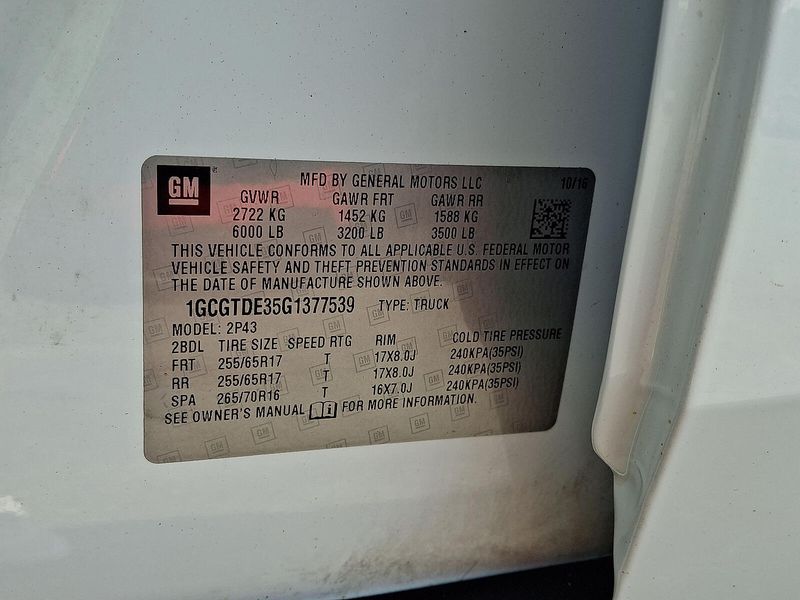 GM
MFD BY GENERAL MOTORS LLC 10/16
GVWR GAWR FRT GAWR RR
2722 KG 1452 KG 1588 KG
6000 LB 3200 LB 3500 LB
THIS VEHICLE CONFORMS TO ALL APPLICABLE U.S. FEDERAL MOTOR
VEHICLE SAFETY AND THEFT PREVENTION STANDARDS IN EFFECT ON
THE DATE OF MANUFACTURE SHOWN ABOVE.
1GCGTDE35G1377539 TYPE: TRUCK
MODEL: 2P43
2BDL TIRE SIZE SPEED RTG RIM COLD TIRE PRESSURE
FRT 255/65R17 T 17X8.0J 240KPA(35PSI)
RR 255/65R17 T 17X8.0J 240KPA(35PSI)
SPA 265/70R16 T 16X7.0J 240KPA(35PSI)
SEE OWNER'S MANUAL FOR MORE INFORMATION.